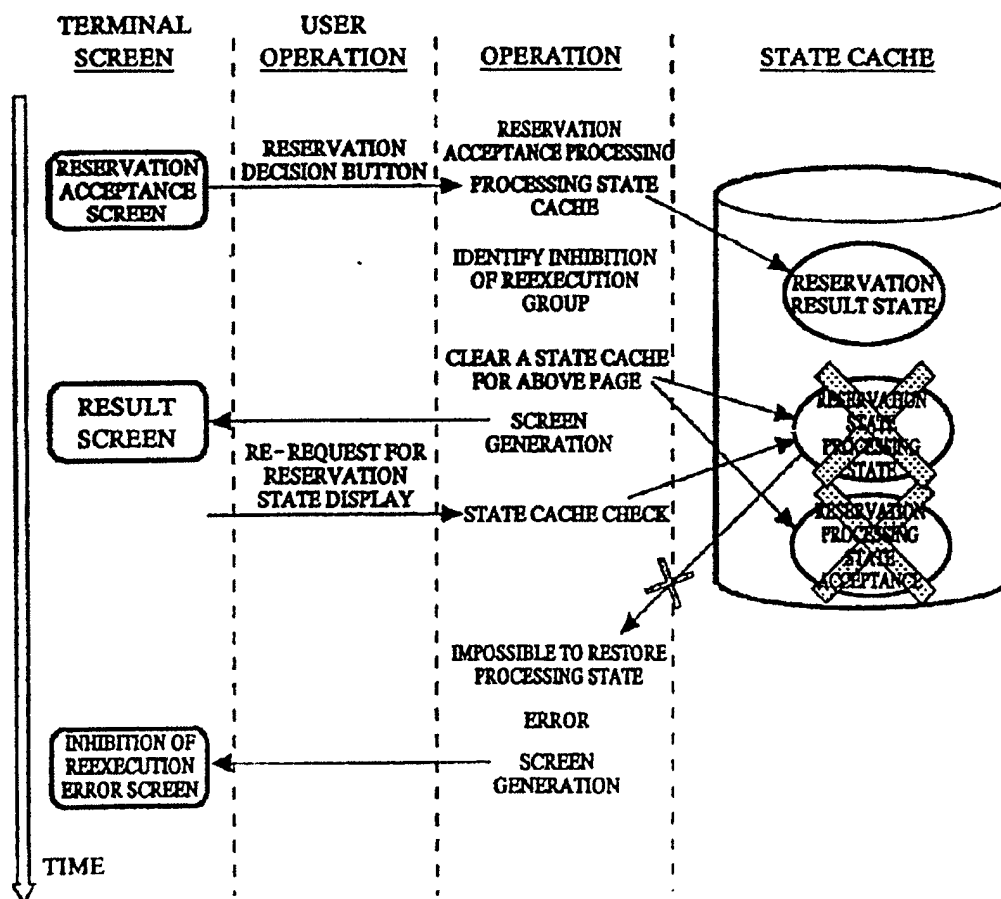 TERMINAL
SCREEN
USER
OPERATION
OPERATION
STATE CACHE
RESERVATION
ACCEPTANCE
SCREEN
RESERVATION
DECISION BUTTON
RESERVATION
ACCEPTANCE PROCESSING
PROCESSING STATE
CACHE
IDENTIFY INHIBITION
OF REEXECUTION
GROUP
RESERVATION
RESULT STATE
CLEAR A STATE CACHE
FOR ABOVE PAGE
RESULT
SCREEN
SCREEN
GENERATION
RESERVATION
STATE
PROCESSING
STATE
RE-REQUEST FOR
RESERVATION
STATE DISPLAY
STATE CACHE CHECK
RESERVATION
PROCESSING
STATE
ACCEPTANCE
IMPOSSIBLE TO RESTORE
PROCESSING STATE
ERROR
INHIBITION OF
REEXECUTION
ERROR SCREEN
SCREEN
GENERATION
TIME